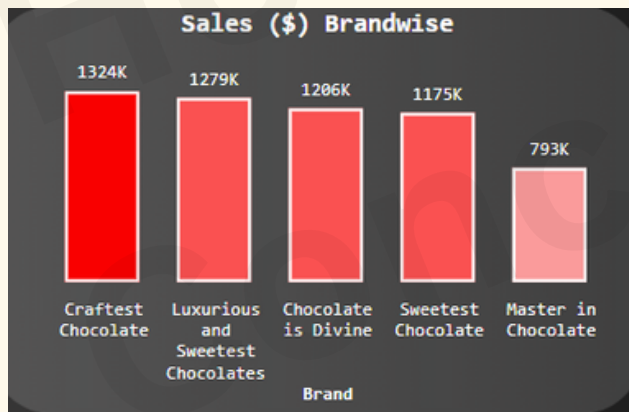 Sales ($) Brandwise
1324K
1279K
1206K
1175K
793K
Craftest
Chocolate
Luxurious
and
Sweetest
Chocolates
Chocolate
is Divine
Sweetest
Chocolate
Master in
Chocolate
Brand